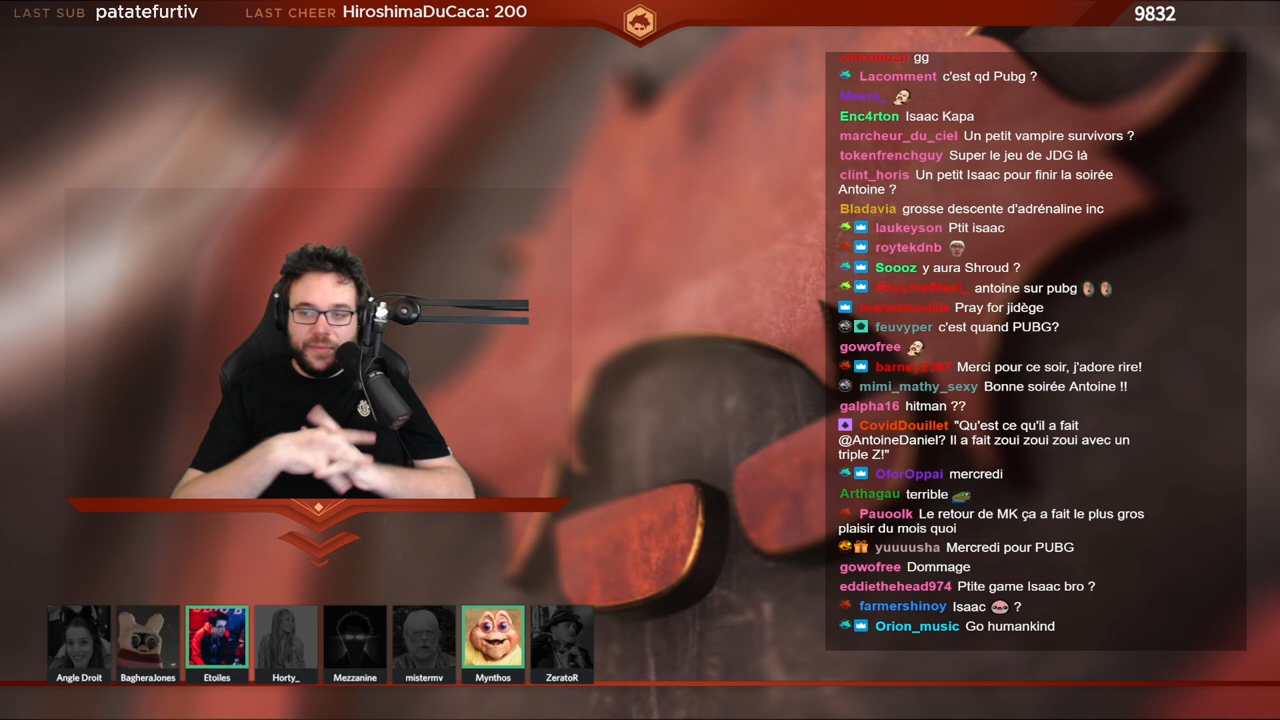 LAST SUB patatefurtiv LAST CHEER HiroshimaDuCaca: 200 9832
gg
Lacomment c'est qd Pubg ?
Meera_
Enc4rton Isaac Kapa
marcheur_du_ciel Un petit vampire survivors ?
tokenfrenchguy Super le jeu de JDG là
clint_horis Un petit Isaac pour finir la soirée
Antoine ?
Bladavia grosse descente d'adrénaline inc
laukeyson Ptit isaac
roytekdnb
Soooz y aura Shroud ?
antoine sur pubg
Pray for jidège
feuvyper c'est quand PUBG?
gowofree
Merci pour ce soir, j'adore rire!
mimi_mathy_sexy Bonne soirée Antoine !!
galpha16 hitman ??
CovidDouillet "Qu'est ce qu'il a fait
@AntoineDaniel? Il a fait zoui zoui zoui avec un
triple Z!"
OforOppai mercredi
Arthagau terrible
Pauoolk Le retour de MK ça a fait le plus gros
plaisir du mois quoi
yuuuusha Mercredi pour PUBG
gowofree Dommage
eddiethehead974 Ptite game Isaac bro ?
farmershinoy Isaac ?
Orion_music Go humankind
Angle Droit BagheraJones Etoiles Horty_ Mezzanine mistermv Mynthos ZeratoR